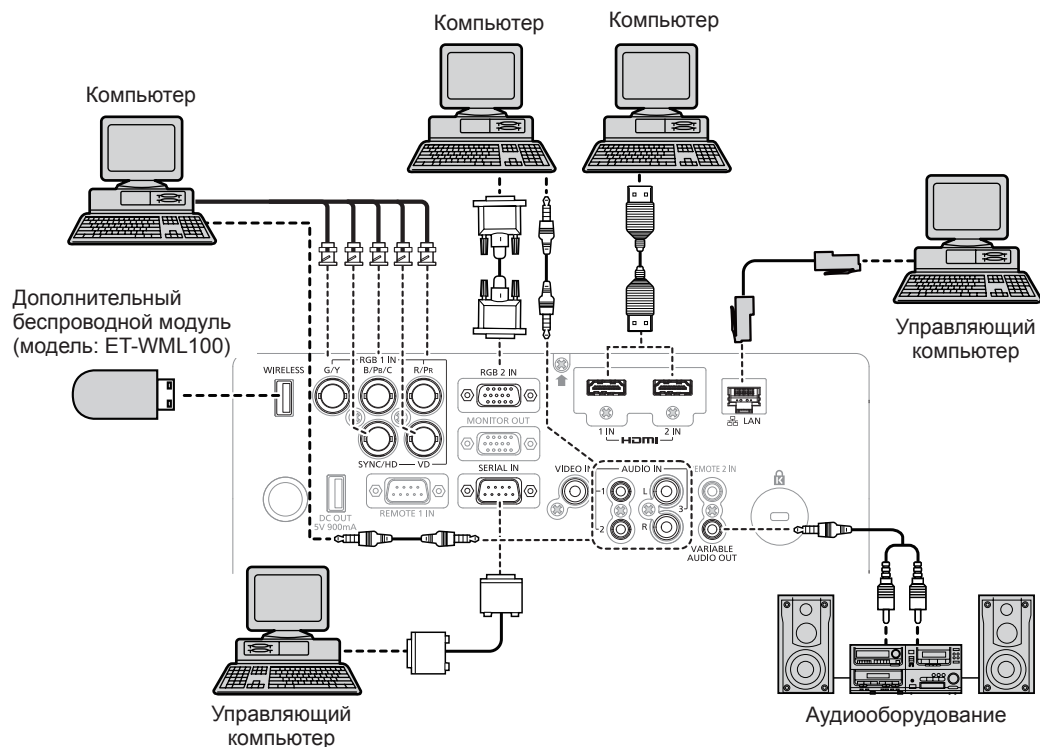 Компьютер
Компьютер
Компьютер
Дополнительный
беспроводной модуль
(модель: ET-WML100)
Управляющий
компьютер
WIRELESS
RGB 1 IN
G/Y
B/PB/C
R/PR
RGB 2 IN
MONITOR OUT
1 IN
2 IN
HDMI
LAN
SYNC/HD
VD
SERIAL IN
VIDEO IN
AUDIO IN
EMOTE 2 IN
1
L
3
2
R
K
DC OUT
5V 900mA
REMOTE 1 IN
VARIABLE
AUDIO OUT
Управляющий
компьютер
Аудиооборудование